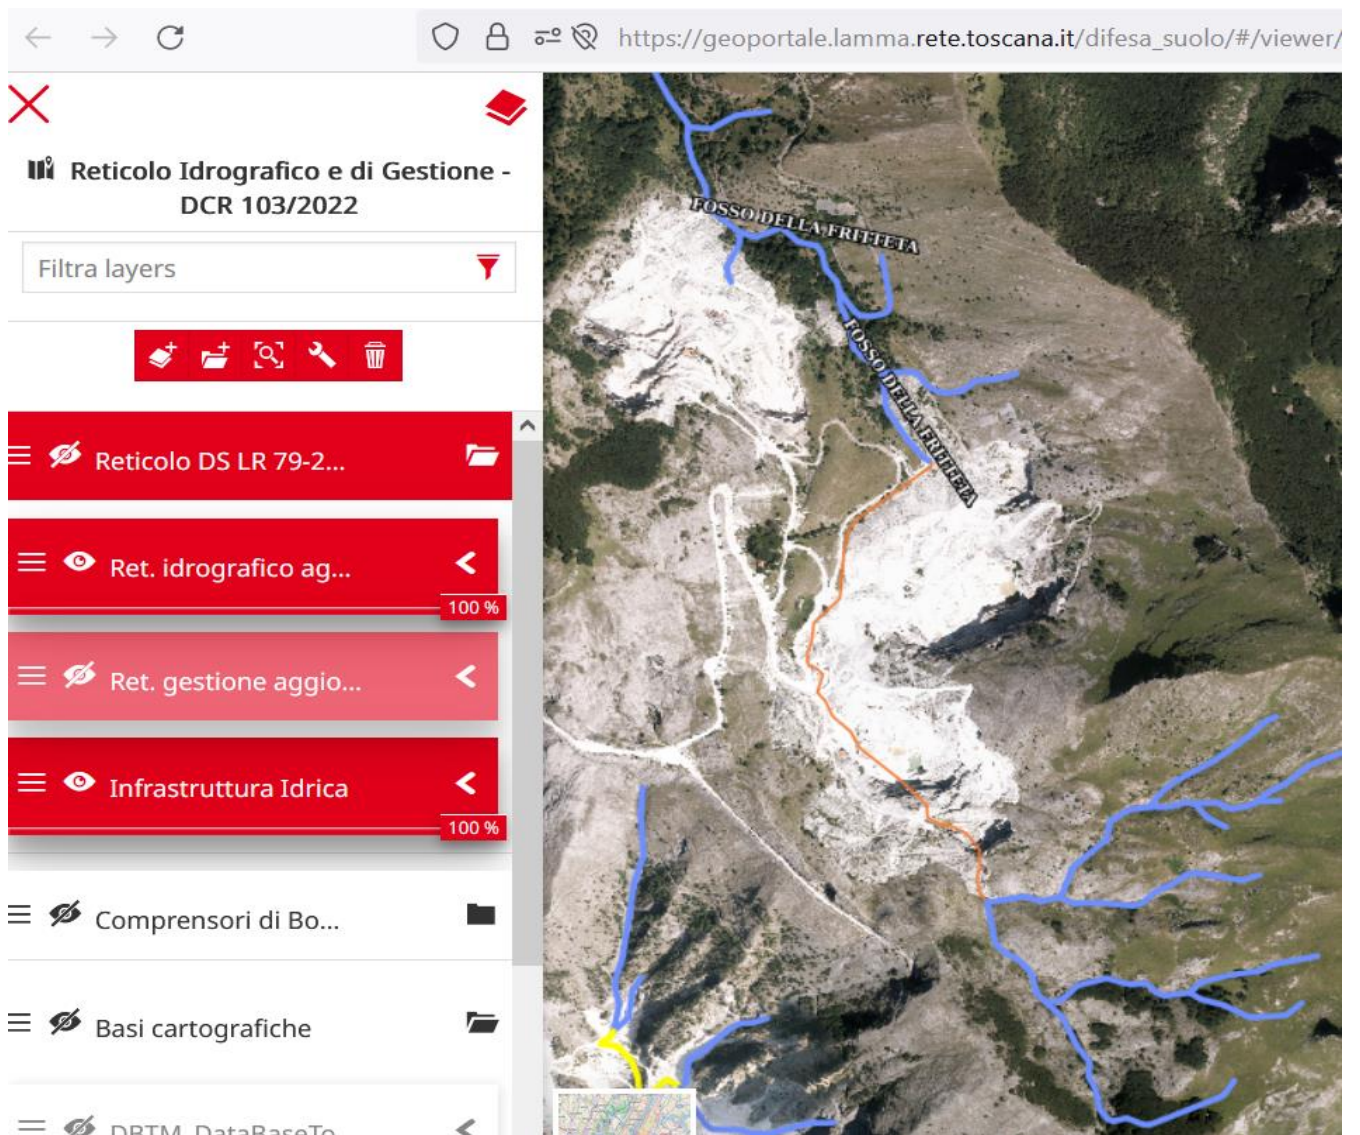 https://geoportale.lamma.rete.toscana.it/difesa_suolo/#/viewer/
Reticolo Idrografico e di Gestione -
DCR 103/2022
Filtra layers
Reticolo DS LR 79-2...
Ret. idrografico ag...
100 %
Ret. gestione aggio...
Infrastruttura Idrica
100 %
Comprensori di Bo...
Basi cartografiche
DBTM_DataBaseTo...
FOSSO DELLA FRITTETA
FOSSO DELLA FRITTETA